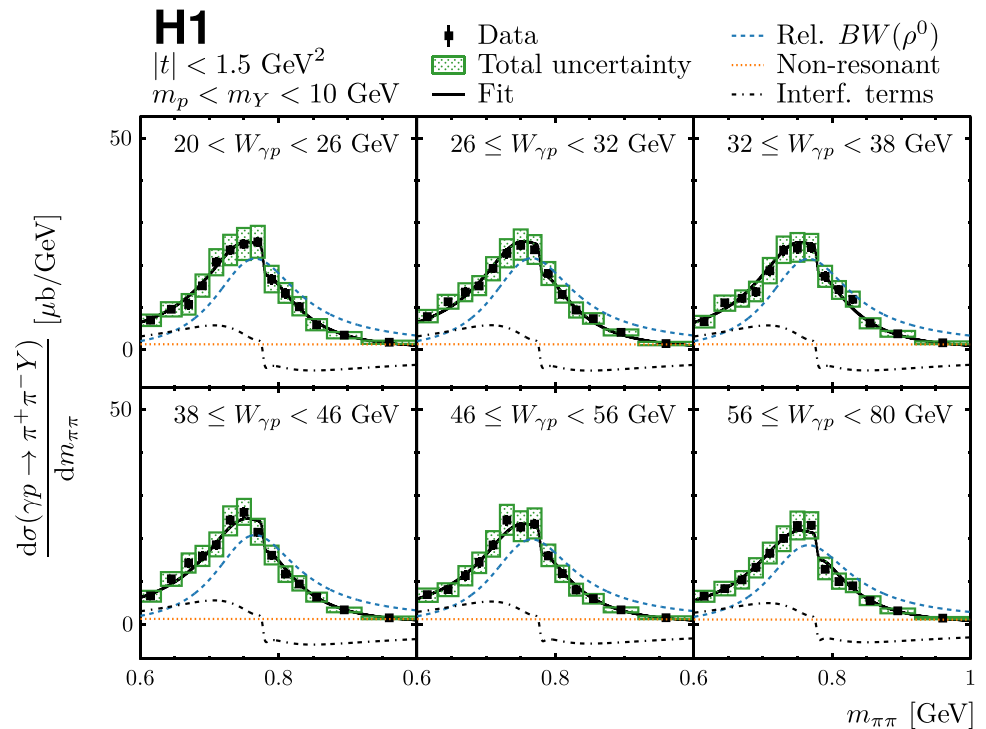 H1
|t| < 1.5 GeV²
m_p < m_Y < 10 GeV
Data
Total uncertainty
Fit
Rel. BW(ρ⁰)
Non-resonant
Interf. terms
20 < W_γp < 26 GeV
26 ≤ W_γp < 32 GeV
32 ≤ W_γp < 38 GeV
50
0
38 ≤ W_γp < 46 GeV
46 ≤ W_γp < 56 GeV
56 ≤ W_γp < 80 GeV
50
0
dσ(γp → π⁺π⁻Y)
dm_ππ
[μb/GeV]
0.6 0.8 0.6 0.8 0.6 0.8 1
m_ππ [GeV]